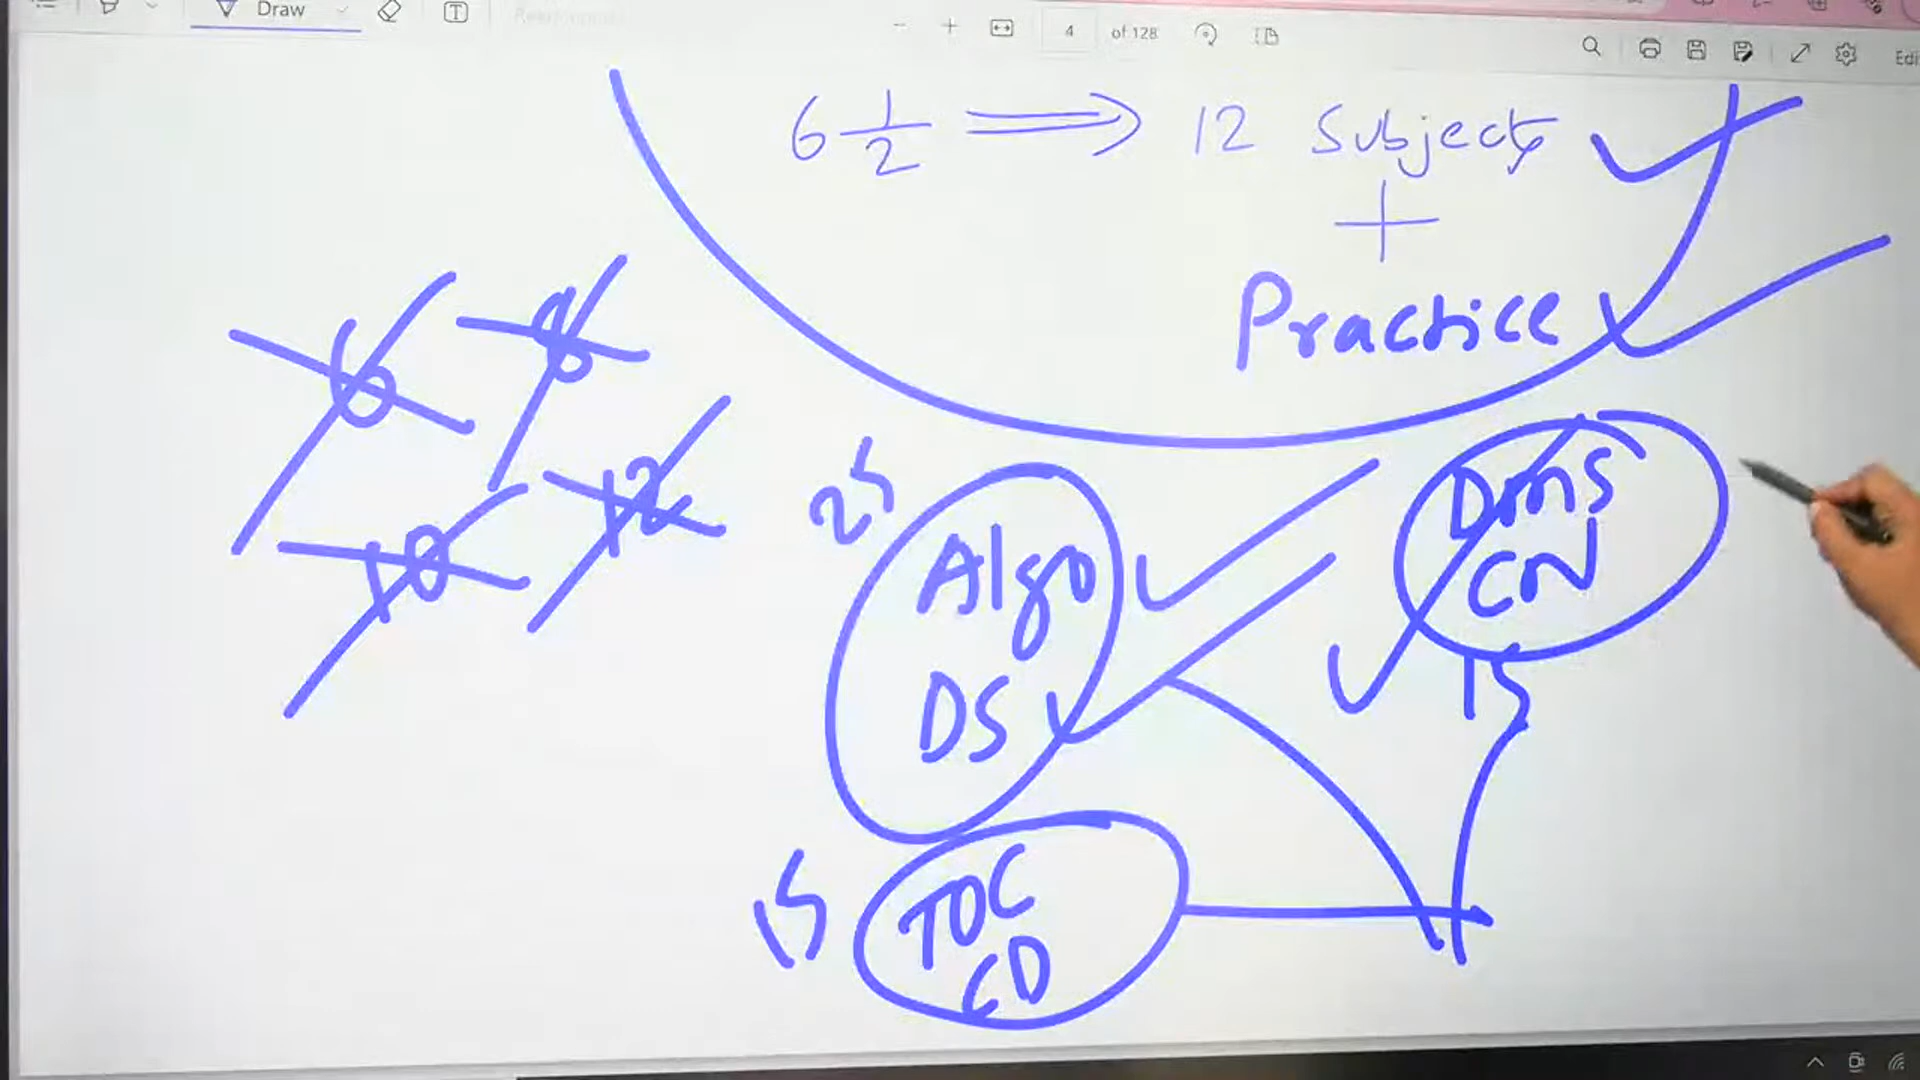 Draw
4 of 128
6 1/2 ⟹ 12 Subjects
+
Practice
6
8
10
12
25
Algo
DS
DMS
CN
15
15
TOC
CD